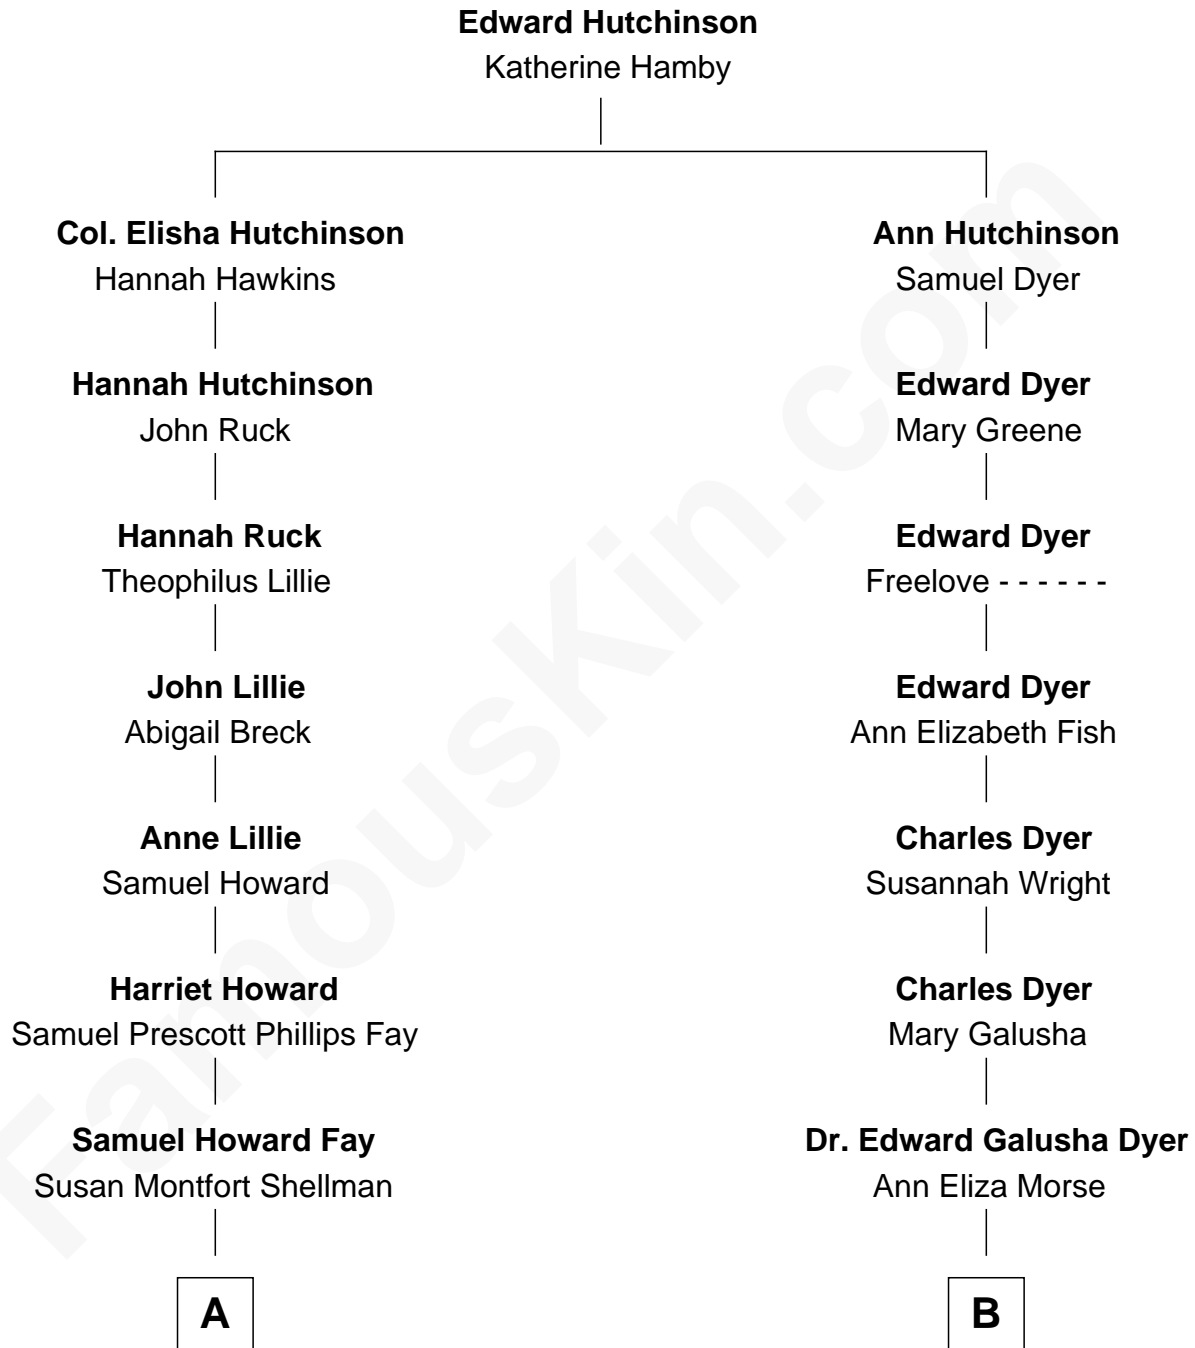 Edward Hutchinson
Katherine Hamby
Col. Elisha Hutchinson
Hannah Hawkins
Hannah Hutchinson
John Ruck
Hannah Ruck
Theophilus Lillie
John Lillie
Abigail Breck
Anne Lillie
Samuel Howard
Harriet Howard
Samuel Prescott Phillips Fay
Samuel Howard Fay
Susan Montfort Shellman
A
Ann Hutchinson
Samuel Dyer
Edward Dyer
Mary Greene
Edward Dyer
Freelove - - - - - -
Edward Dyer
Ann Elizabeth Fish
Charles Dyer
Susannah Wright
Charles Dyer
Mary Galusha
Dr. Edward Galusha Dyer
Ann Eliza Morse
B
FamousKin.com